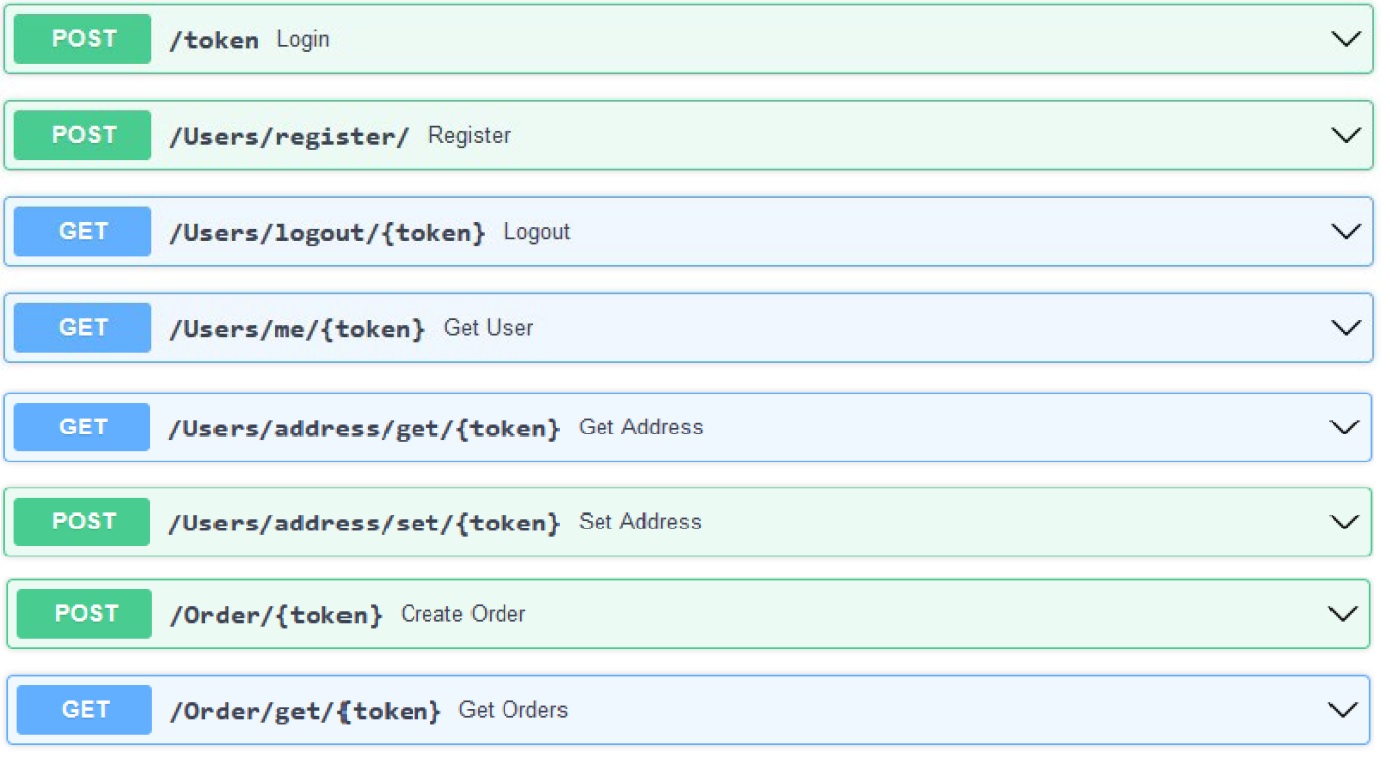 POST /token Login
POST /Users/register/ Register
GET /Users/logout/{token} Logout
GET /Users/me/{token} Get User
GET /Users/address/get/{token} Get Address
POST /Users/address/set/{token} Set Address
POST /Order/{token} Create Order
GET /Order/get/{token} Get Orders